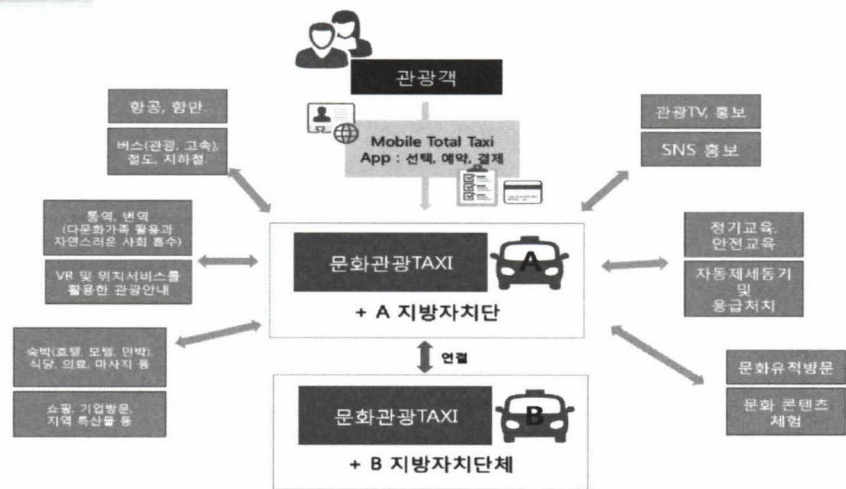 관광객
Mobile Total Taxi
App : 선택, 예약, 결제
항공, 항만.
버스(관광, 고속),
철도, 지하철
통역, 번역
(다문화가족 활용과
자연스러운 사회 흡수)
VR 및 위치서비스를
활용한 관광안내
숙박(호텔, 모텔, 민박),
식당, 의료, 마사지 등
쇼핑, 기업방문,
지역 특산물 등
문화관광TAXI
A
+ A 지방자치단
연결
문화관광TAXI
B
+ B 지방자치단체
관광TV, 홍보
SNS 홍보
정기교육,
안전교육
자동제세동기
및
응급처치
문화유적방문
문화 콘텐츠
체험